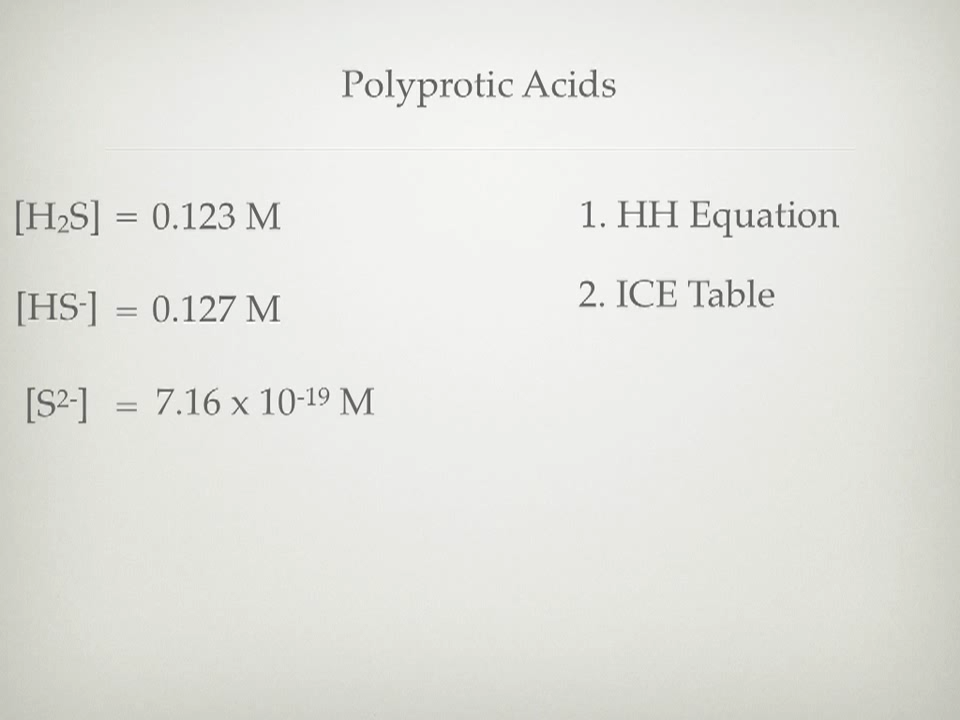 Polyprotic Acids
[H₂S] = 0.123 M
[HS⁻] = 0.127 M
[S²⁻] = 7.16 x 10⁻¹⁹ M
1. HH Equation
2. ICE Table